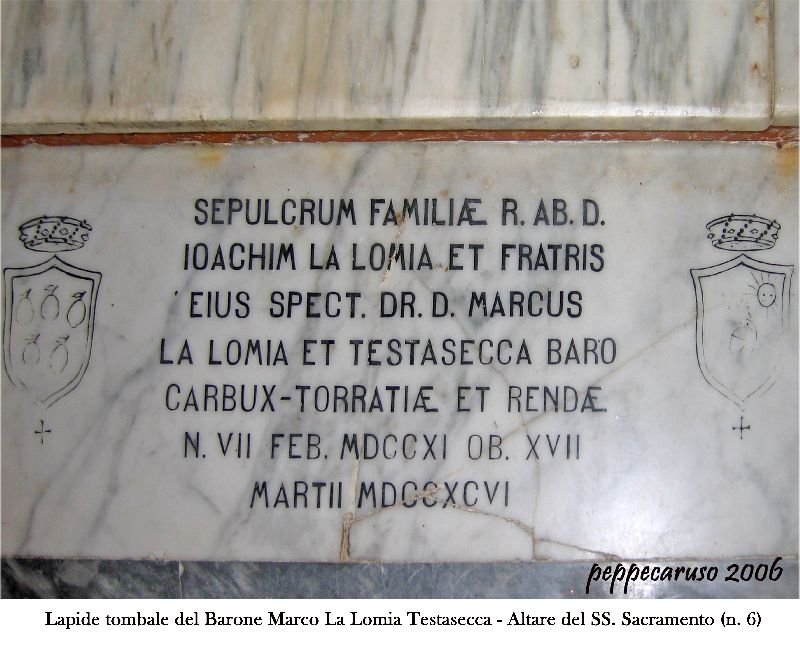 SEPULCRUM FAMILIÆ R. AB. D.
IOACHIM LA LOMIA ET FRATRIS
EIUS SPECT. DR. D. MARCUS
LA LOMIA ET TESTASECCA BARO
CARBUX-TORRATIÆ ET RENDÆ
N. VII FEB. MDCCXI OB. XVII
MARTII MDCCXCVI
peppecaruso 2006
Lapide tombale del Barone Marco La Lomia Testasecca - Altare del SS. Sacramento (n. 6)